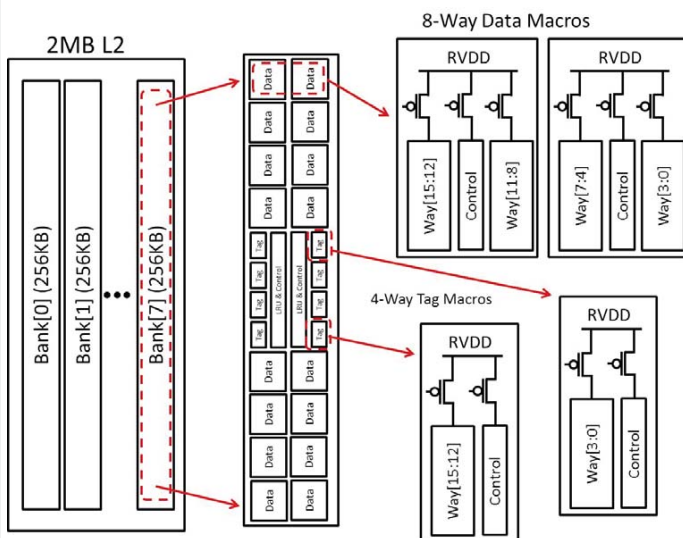 8-Way Data Macros
2MB L2
Bank[0] (256KB)
Bank[1] (256KB)
Bank[7] (256KB)
Data
Data
Data
Data
Data
Data
Data
Data
Tag
Tag
Tag
Tag
LRU & Control
LRU & Control
Tag
Tag
Tag
Tag
Data
Data
Data
Data
Data
Data
Data
Data
RVDD
Way[15:12]
Control
Way[11:8]
RVDD
Way[7:4]
Control
Way[3:0]
4-Way Tag Macros
RVDD
Way[15:12]
Control
RVDD
Way[3:0]
Control